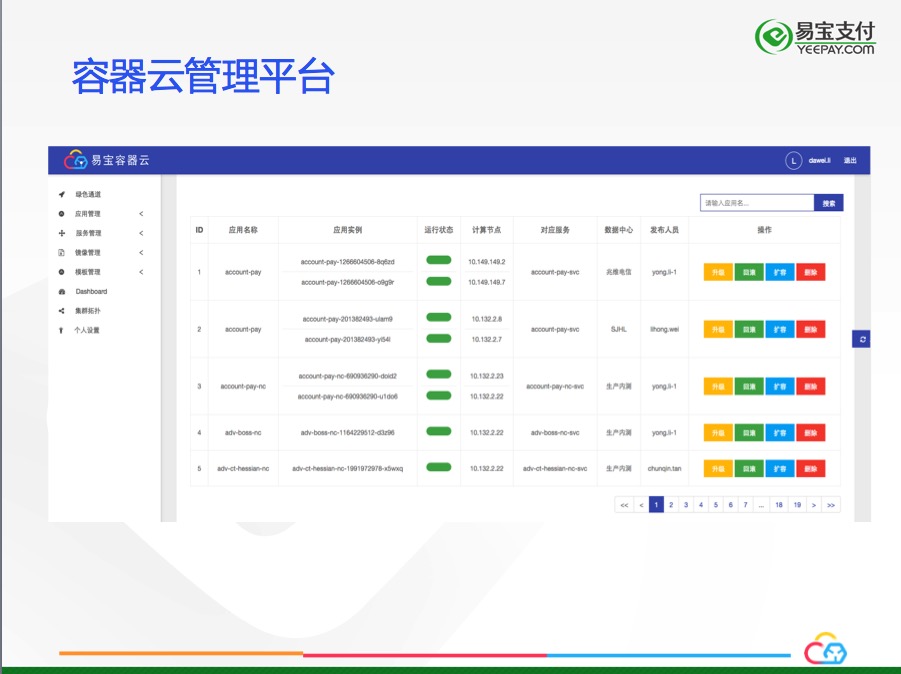 易宝支付
YEEPAY.COM
容器云管理平台
易宝容器云
L dawei.li 退出
绿色通道
应用管理 <
服务管理 <
镜像管理 <
模板管理 <
Dashboard
集群拓扑
个人设置
请输入应用名... 搜索
ID 应用名称 应用实例 运行状态 计算节点 对应服务 数据中心 发布人员 操作
account-pay-1266604506-8q6zd 10.149.149.2
1 account-pay account-pay-svc 兆维电信 yong.li-1 升级 回滚 扩容 删除
account-pay-1266604506-o9g9r 10.149.149.7
account-pay-201382493-ulam9 10.132.2.8
2 account-pay account-pay-svc SJHL lihong.wei 升级 回滚 扩容 删除
account-pay-201382493-yi54l 10.132.2.7
account-pay-nc-690936290-doid2 10.132.2.23
3 account-pay-nc account-pay-nc-svc 生产内测 yong.li-1 升级 回滚 扩容 删除
account-pay-nc-690936290-u1do6 10.132.2.22
4 adv-boss-nc adv-boss-nc-1164229512-d3z96 10.132.2.22 adv-boss-nc-svc 生产内测 yong.li-1 升级 回滚 扩容 删除
5 adv-ct-hessian-nc adv-ct-hessian-nc-1991972978-x5wxq 10.132.2.22 adv-ct-hessian-nc-svc 生产内测 chunqin.tan 升级 回滚 扩容 删除
<< < 1 2 3 4 5 6 7 ... 18 19 > >>